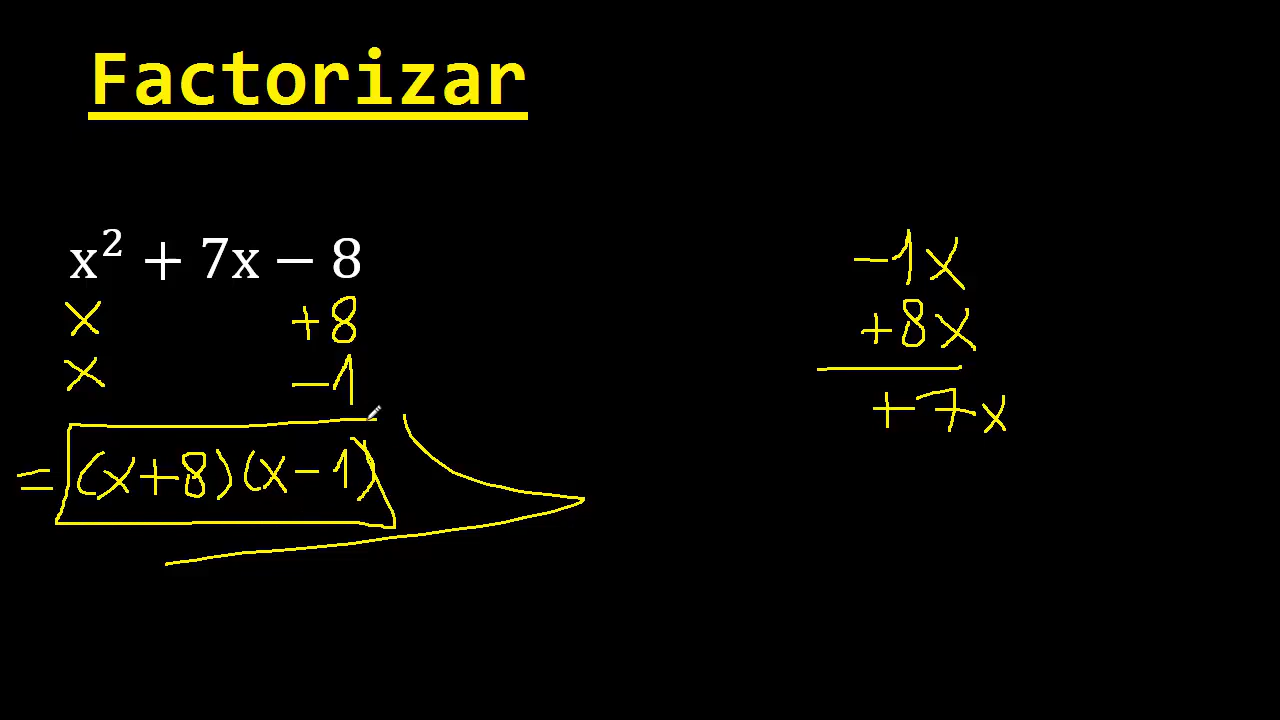 Factorizar
x² + 7x − 8
x +8
x −1
= (x+8)(x−1)
−1x
+8x
+7x